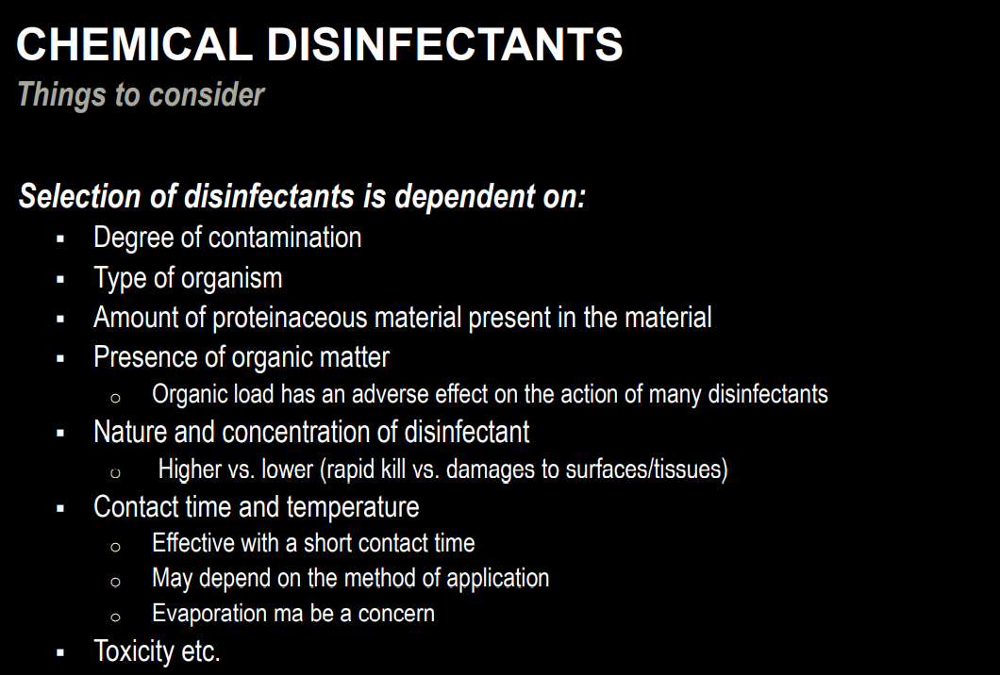 CHEMICAL DISINFECTANTS
Things to consider
Selection of disinfectants is dependent on:
▪ Degree of contamination
▪ Type of organism
▪ Amount of proteinaceous material present in the material
▪ Presence of organic matter
o Organic load has an adverse effect on the action of many disinfectants
▪ Nature and concentration of disinfectant
o Higher vs. lower (rapid kill vs. damages to surfaces/tissues)
▪ Contact time and temperature
o Effective with a short contact time
o May depend on the method of application
o Evaporation ma be a concern
▪ Toxicity etc.